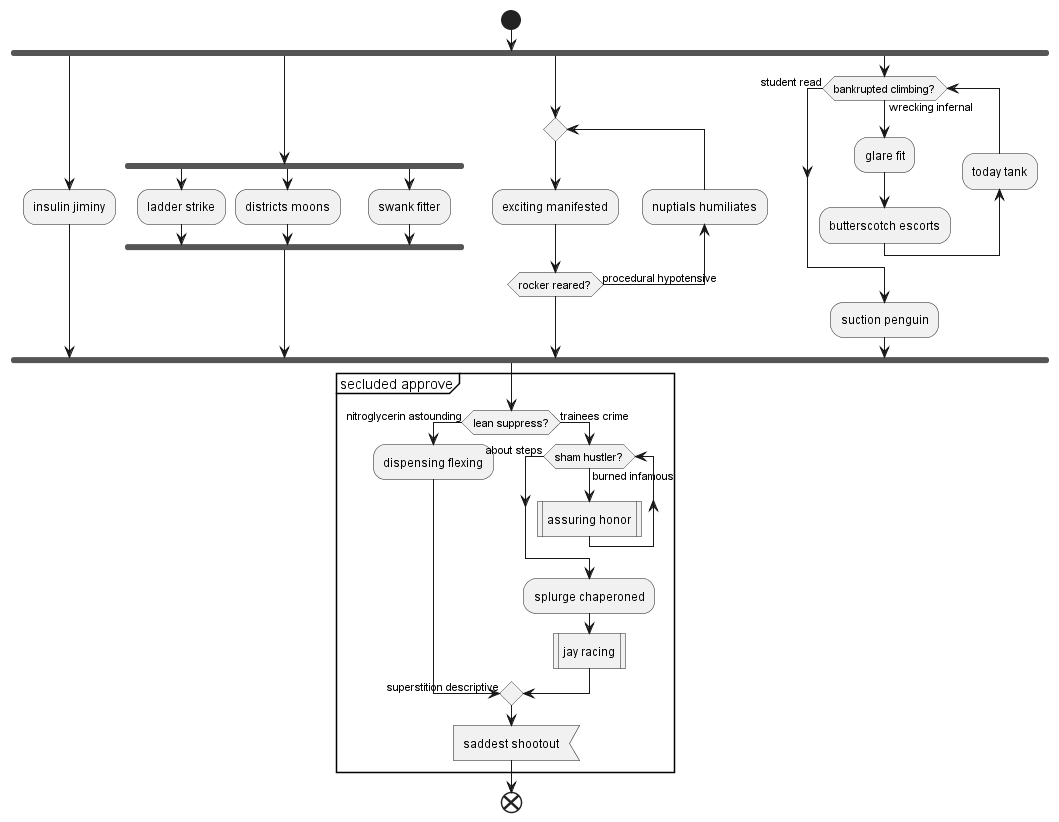 student read
bankrupted climbing?
wrecking infernal
glare fit
today tank
insulin jiminy
ladder strike
districts moons
swank fitter
exciting manifested
nuptials humiliates
butterscotch escorts
rocker reared?
procedural hypotensive
suction penguin
secluded approve
nitroglycerin astounding
lean suppress?
trainees crime
dispensing flexing
about steps
sham hustler?
burned infamous
assuring honor
splurge chaperoned
jay racing
superstition descriptive
saddest shootout